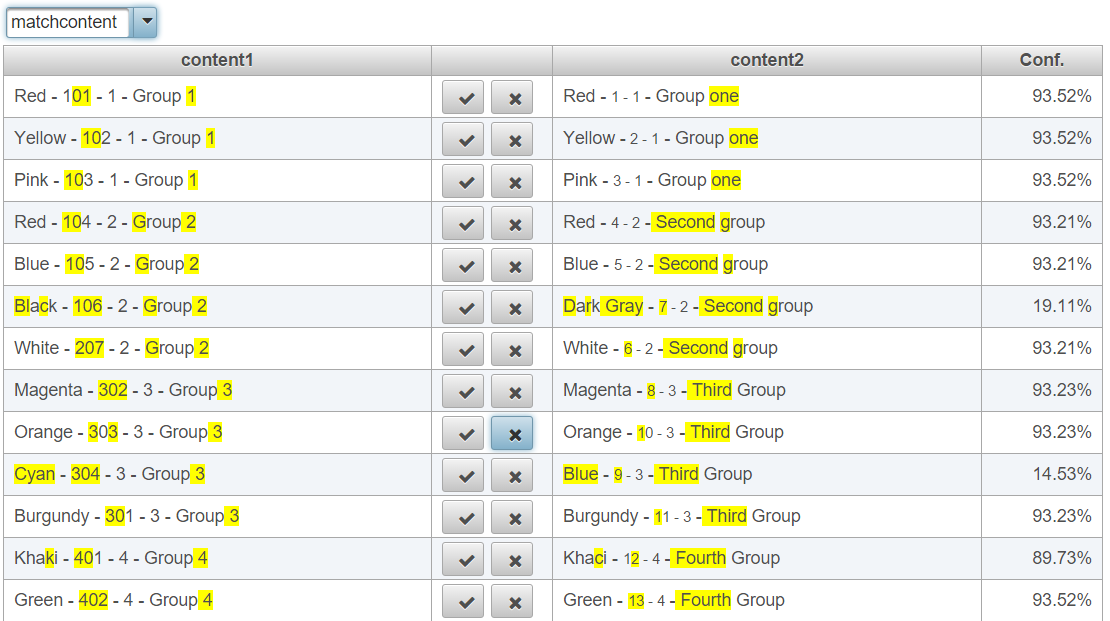 matchcontent
content1 content2 Conf.
Red - 101 - 1 - Group 1 Red - 1 - 1 - Group one 93.52%
Yellow - 102 - 1 - Group 1 Yellow - 2 - 1 - Group one 93.52%
Pink - 103 - 1 - Group 1 Pink - 3 - 1 - Group one 93.52%
Red - 104 - 2 - Group 2 Red - 4 - 2 - Second group 93.21%
Blue - 105 - 2 - Group 2 Blue - 5 - 2 - Second group 93.21%
Black - 106 - 2 - Group 2 Dark Gray - 7 - 2 - Second group 19.11%
White - 207 - 2 - Group 2 White - 6 - 2 - Second group 93.21%
Magenta - 302 - 3 - Group 3 Magenta - 8 - 3 - Third Group 93.23%
Orange - 303 - 3 - Group 3 Orange - 10 - 3 - Third Group 93.23%
Cyan - 304 - 3 - Group 3 Blue - 9 - 3 - Third Group 14.53%
Burgundy - 301 - 3 - Group 3 Burgundy - 11 - 3 - Third Group 93.23%
Khaki - 401 - 4 - Group 4 Khaci - 12 - 4 - Fourth Group 89.73%
Green - 402 - 4 - Group 4 Green - 13 - 4 - Fourth Group 93.52%